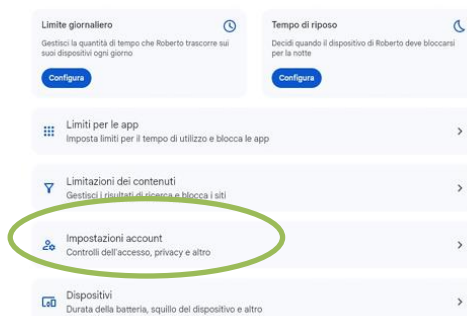 Limite giornaliero
Gestisci la quantità di tempo che Roberto trascorre sui
suoi dispositivi ogni giorno
Configura
Tempo di riposo
Decidi quando il dispositivo di Roberto deve bloccarsi
per la notte
Configura
Limiti per le app
Imposta limiti per il tempo di utilizzo e blocca le app
Limitazioni dei contenuti
Gestisci i risultati di ricerca e blocca i siti
Impostazioni account
Controlli dell'accesso, privacy e altro
Dispositivi
Durata della batteria, squillo del dispositivo e altro